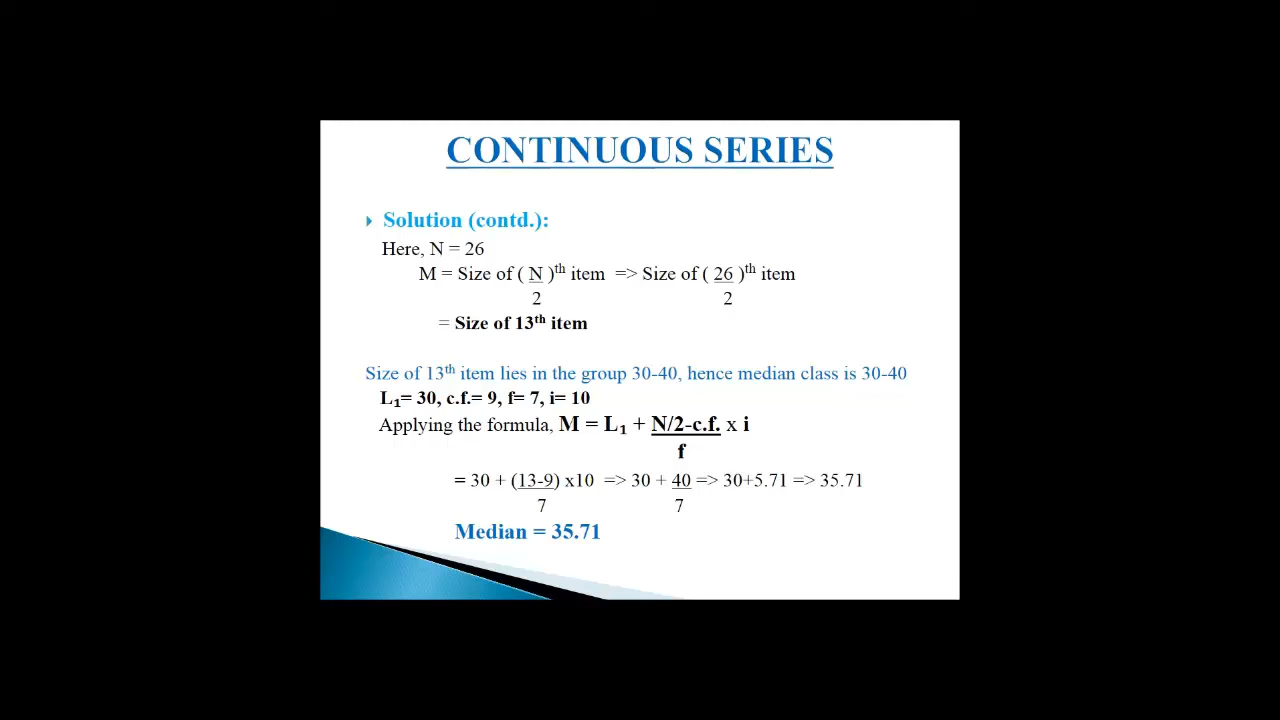 CONTINUOUS SERIES
Solution (contd.):
Here, N = 26
M = Size of ( N )th item => Size of ( 26 )th item
2 2
= Size of 13th item
Size of 13th item lies in the group 30-40, hence median class is 30-40
L₁= 30, c.f.= 9, f= 7, i= 10
Applying the formula, M = L₁ + N/2-c.f. x i
f
= 30 + (13-9) x10 => 30 + 40 => 30+5.71 => 35.71
7 7
Median = 35.71